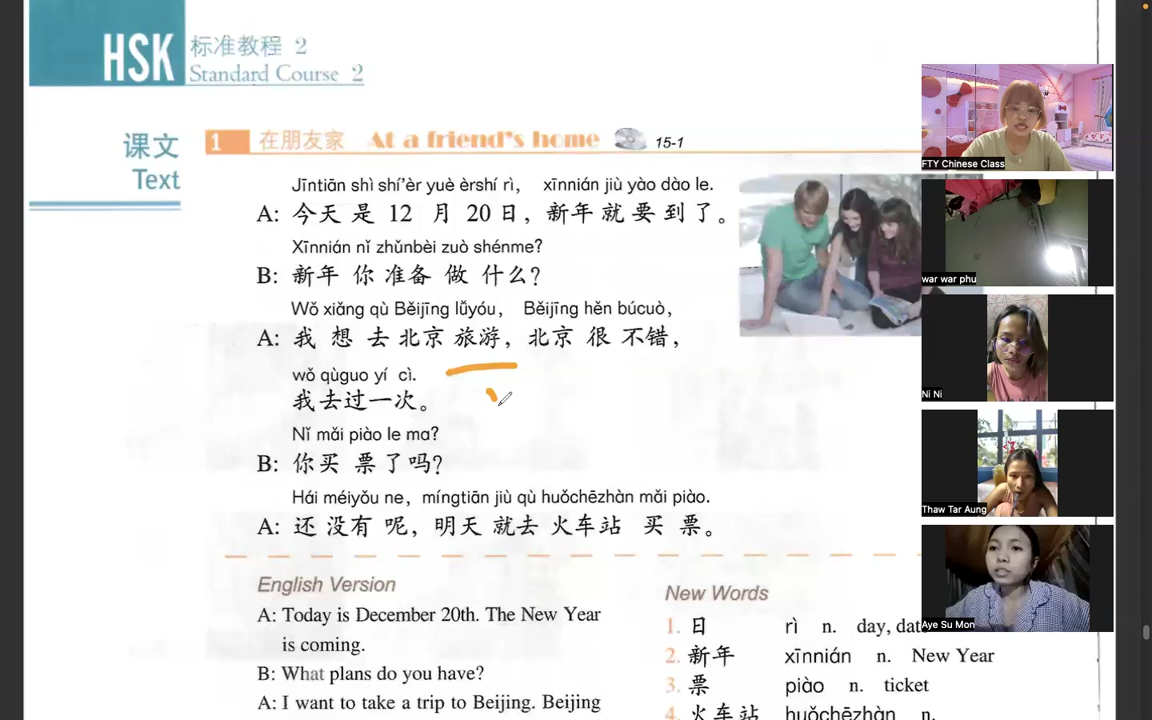 HSK 标准教程 2
Standard Course 2
课文
Text
1 在朋友家 At a friend's home 15-1
Jīntiān shì shí'èr yuè èrshí rì, xīnnián jiù yào dào le.
A: 今天是 12 月 20 日，新年就要到了。
Xīnnián nǐ zhǔnbèi zuò shénme?
B: 新年 你 准备 做 什么?
Wǒ xiǎng qù Běijīng lǚyóu, Běijīng hěn búcuò,
A: 我 想 去 北京 旅游，北京 很 不错，
wǒ qùguo yí cì.
我去过一次。
Nǐ mǎi piào le ma?
B: 你买 票了吗?
Hái méiyǒu ne, míngtiān jiù qù huǒchēzhàn mǎi piào.
A: 还 没有 呢，明天 就去 火车站 买 票。
English Version
A: Today is December 20th. The New Year
is coming.
B: What plans do you have?
A: I want to take a trip to Beijing. Beijing
New Words
1. 日 rì n. day, date
2. 新年 xīnnián n. New Year
3. 票 piào n. ticket
4. 火车站 huǒchēzhàn n.
FTY Chinese Class
war war phu
Ni Ni
Thaw Tar Aung
Aye Su Mon